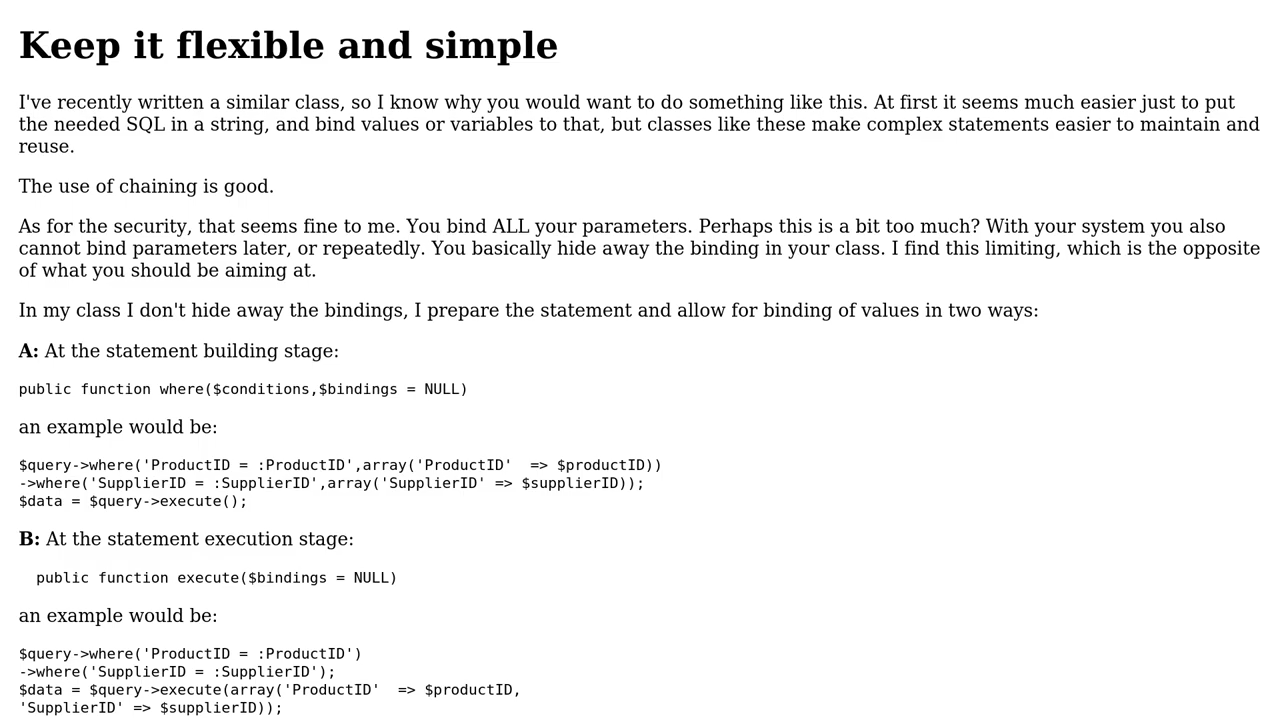 Keep it flexible and simple
I've recently written a similar class, so I know why you would want to do something like this. At first it seems much easier just to put
the needed SQL in a string, and bind values or variables to that, but classes like these make complex statements easier to maintain and
reuse.
The use of chaining is good.
As for the security, that seems fine to me. You bind ALL your parameters. Perhaps this is a bit too much? With your system you also
cannot bind parameters later, or repeatedly. You basically hide away the binding in your class. I find this limiting, which is the opposite
of what you should be aiming at.
In my class I don't hide away the bindings, I prepare the statement and allow for binding of values in two ways:
A: At the statement building stage:
public function where($conditions,$bindings = NULL)
an example would be:
$query->where('ProductID = :ProductID',array('ProductID'  => $productID))
->where('SupplierID = :SupplierID',array('SupplierID' => $supplierID));
$data = $query->execute();
B: At the statement execution stage:
  public function execute($bindings = NULL)
an example would be:
$query->where('ProductID = :ProductID')
->where('SupplierID = :SupplierID');
$data = $query->execute(array('ProductID'  => $productID,
'SupplierID' => $supplierID));